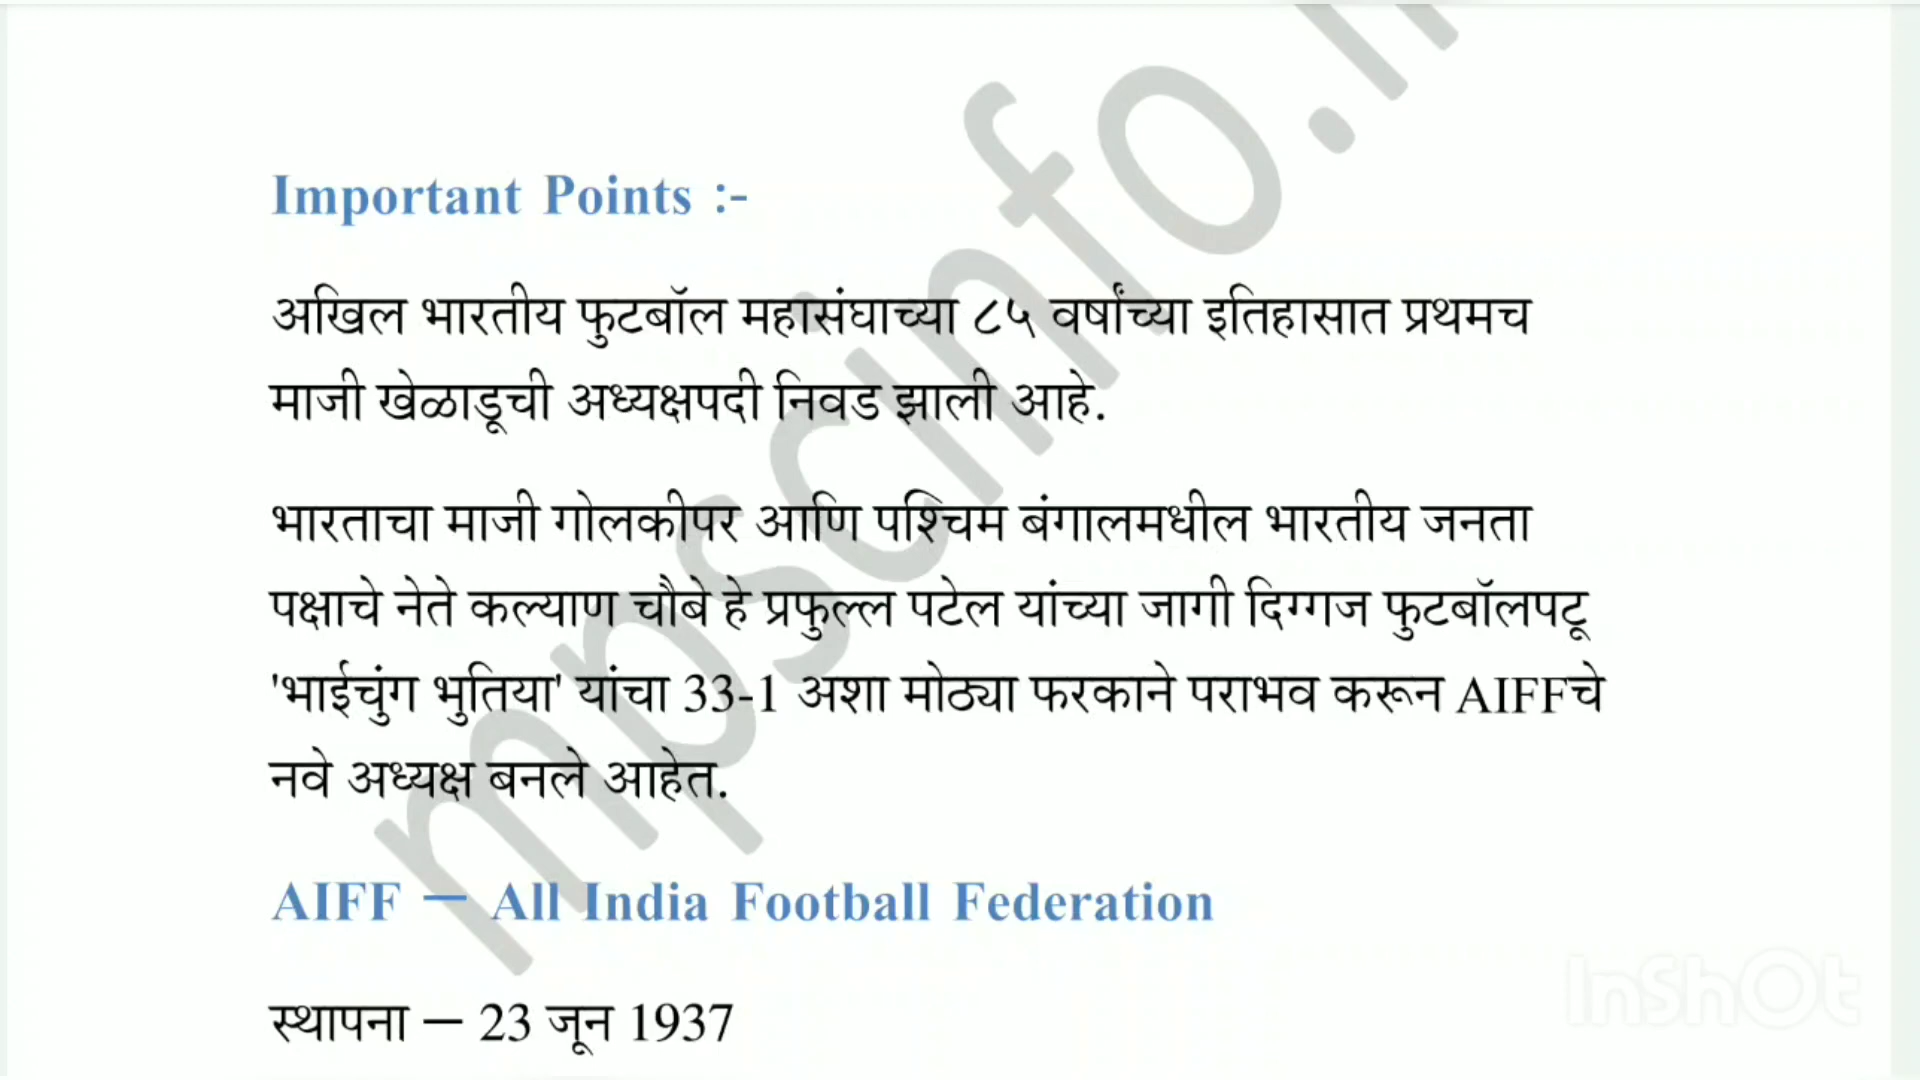 Important Points :-
अखिल भारतीय फुटबॉल महासंघाच्या ८५ वर्षांच्या इतिहासात प्रथमच
माजी खेळाडूची अध्यक्षपदी निवड झाली आहे.
भारताचा माजी गोलकीपर आणि पश्चिम बंगालमधील भारतीय जनता
पक्षाचे नेते कल्याण चौबे हे प्रफुल्ल पटेल यांच्या जागी दिग्गज फुटबॉलपटू
'भाईचुंग भुतिया' यांचा 33-1 अशा मोठ्या फरकाने पराभव करून AIFFचे
नवे अध्यक्ष बनले आहेत.
AIFF — All India Football Federation
स्थापना — 23 जून 1937
mpscinfo.
InShOt